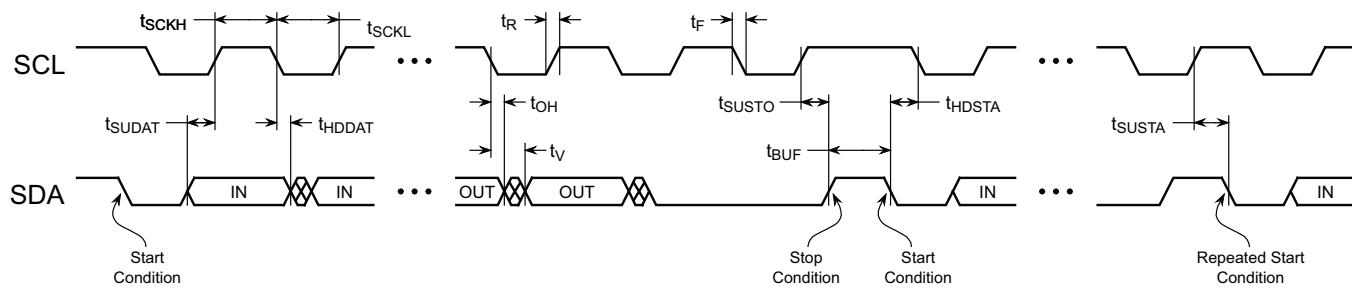 tSCKH
tSCKL
tR
tF
SCL
tOH
tSUSTO
tHDSTA
tSUDAT
tHDDAT
tSUSTA
tV
tBUF
SDA
IN
IN
OUT
OUT
IN
IN
Start
Condition
Stop
Condition
Start
Condition
Repeated Start
Condition